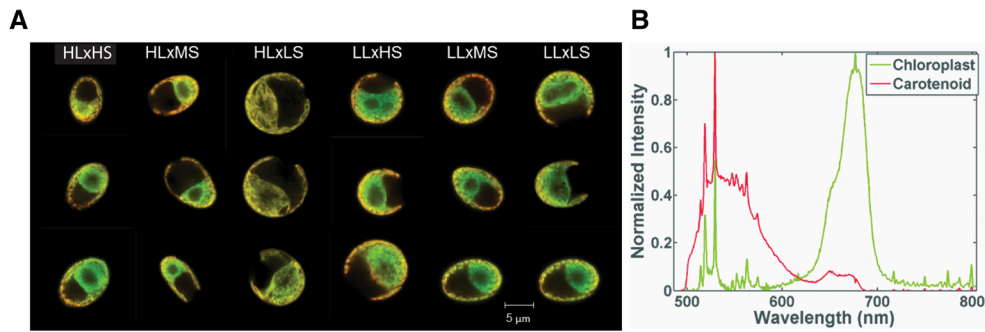 A
HLxHS HLxMS HLxLS LLxHS LLxMS LLxLS
5 μm
B
Normalized Intensity
1
0.8
0.6
0.4
0.2
0
Chloroplast
Carotenoid
500 600 700 800
Wavelength (nm)